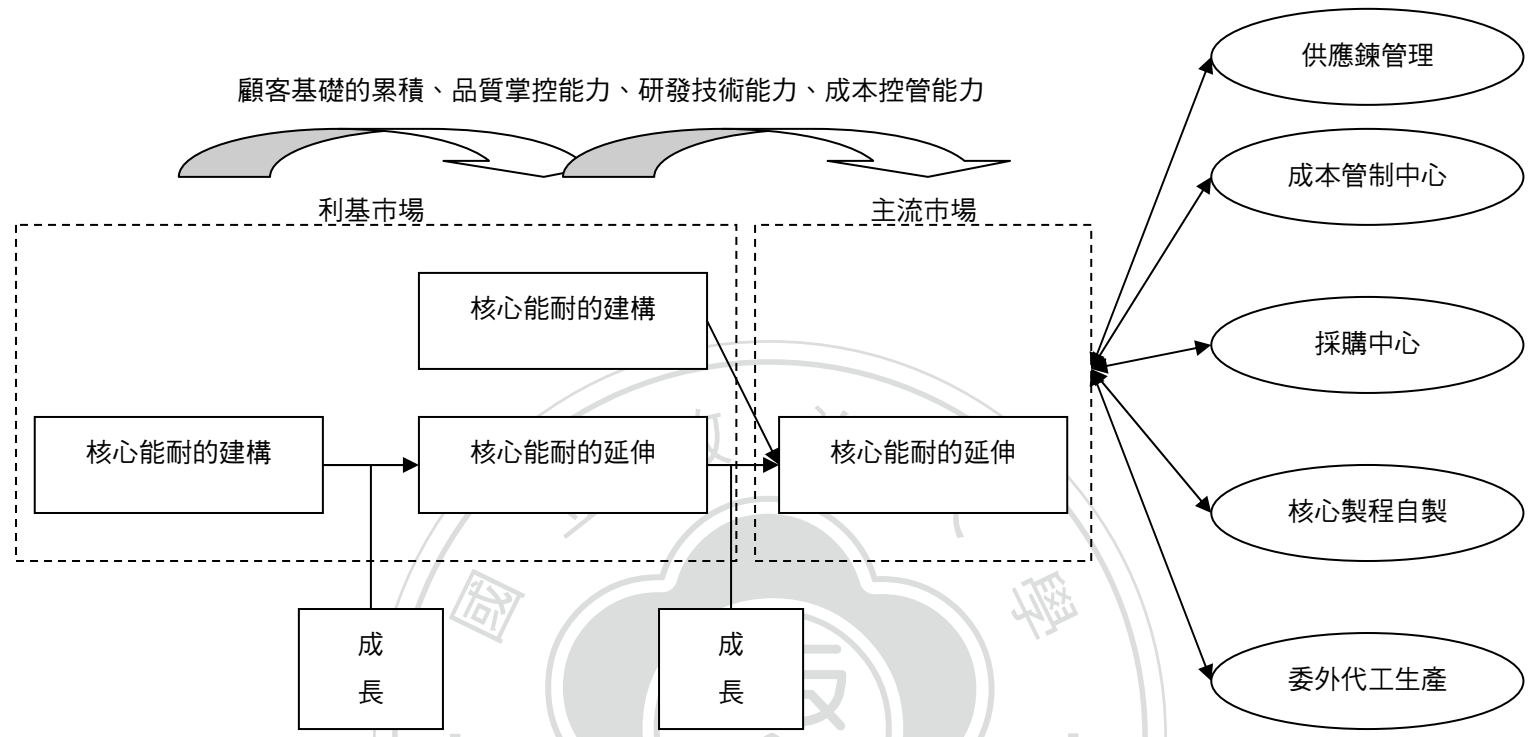 供應鍊管理
顧客基礎的累積、品質掌控能力、研發技術能力、成本控管能力
成本管制中心
利基市場
主流市場
核心能耐的建構
採購中心
核心能耐的建構
核心能耐的延伸
核心能耐的延伸
核心製程自製
國
學
成
長
成
長
委外代工生產